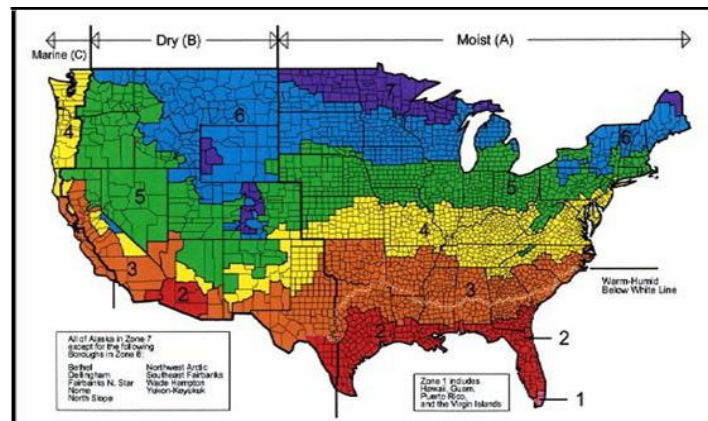 Marine (C)
Dry (B)
Moist (A)
7
6
6
4
5
5
4
3
3
Warm-Humid
Below White Line
2
2
2
1
All of Alaska in Zone 7
except for the following
Boroughs in Zone 8:
Bethel
Dellingham
Fairbanks N. Star
Nome
North Slope
Northwest Arctic
Southeast Fairbanks
Wade Hampton
Yukon-Koyukuk
Zone 1 includes
Hawaii, Guam,
Puerto Rico,
and the Virgin Islands